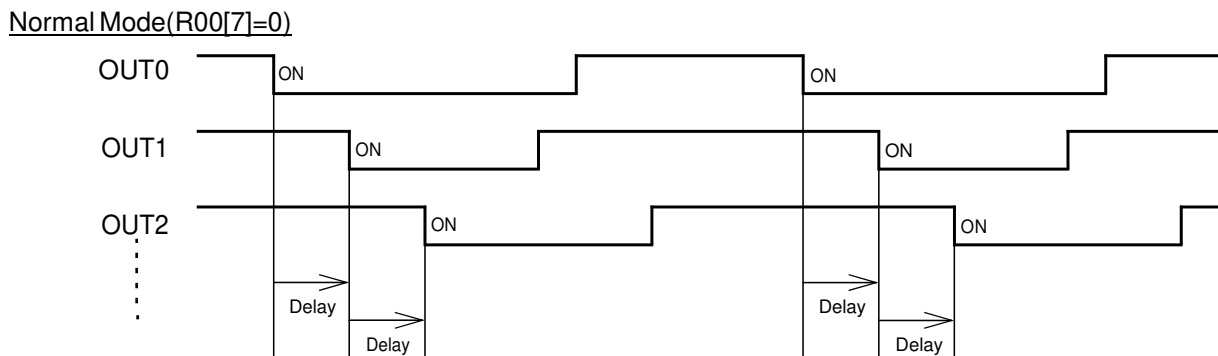 Normal Mode(R00[7]=0)
OUT0 ON ON
OUT1 ON ON
OUT2 ON ON
Delay Delay
Delay Delay